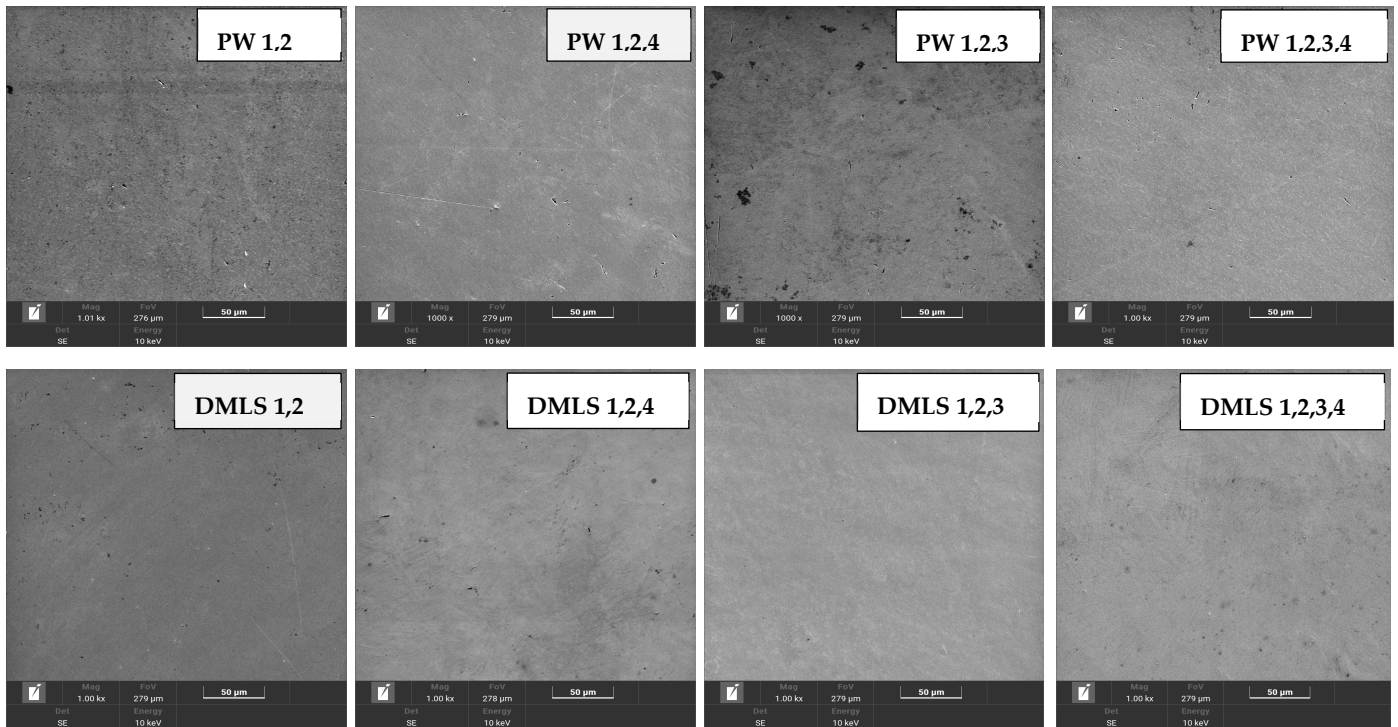 PW 1,2
PW 1,2,4
PW 1,2,3
PW 1,2,3,4
Mag FoV
1.01 kx 276 µm 50 µm
Det Energy
SE 10 keV
Mag FoV
1000 x 279 µm 50 µm
Det Energy
SE 10 keV
Mag FoV
1000 x 279 µm 50 µm
Det Energy
SE 10 keV
Mag FoV
1.00 kx 279 µm 50 µm
Det Energy
SE 10 keV
DMLS 1,2
DMLS 1,2,4
DMLS 1,2,3
DMLS 1,2,3,4
Mag FoV
1.00 kx 279 µm 50 µm
Det Energy
SE 10 keV
Mag FoV
1.00 kx 278 µm 50 µm
Det Energy
SE 10 keV
Mag FoV
1.00 kx 279 µm 50 µm
Det Energy
SE 10 keV
Mag FoV
1.00 kx 279 µm 50 µm
Det Energy
SE 10 keV